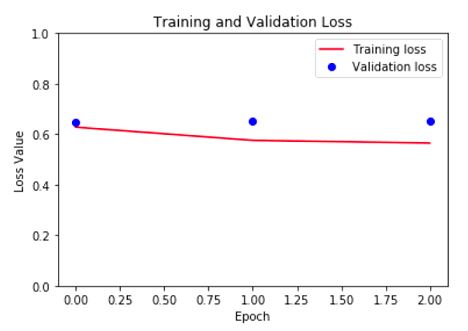 Training and Validation Loss
1.0
Training loss
Validation loss
0.8
0.6
0.4
0.2
0.0
Loss Value
0.00 0.25 0.50 0.75 1.00 1.25 1.50 1.75 2.00
Epoch